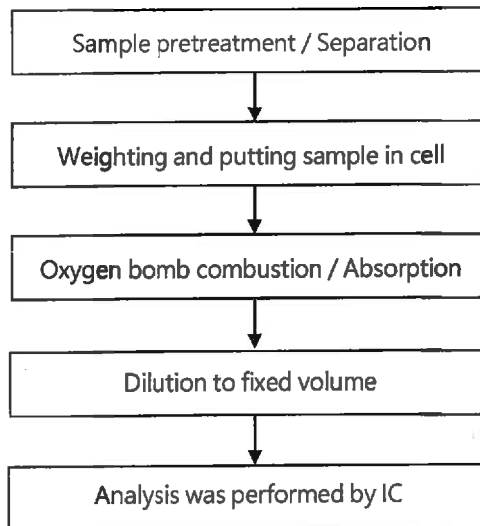 Sample pretreatment / Separation
Weighting and putting sample in cell
Oxygen bomb combustion / Absorption
Dilution to fixed volume
Analysis was performed by IC